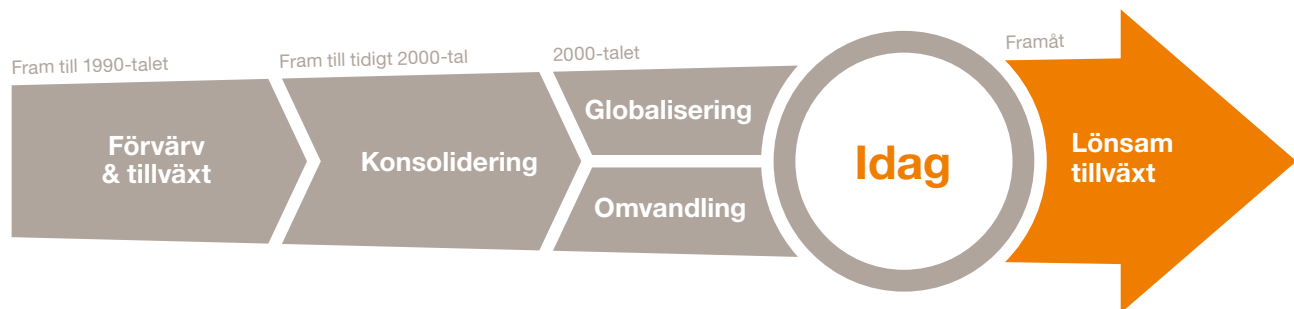 Fram till 1990-talet
Förvärv
& tillväxt
Fram till tidigt 2000-tal
Konsolidering
2000-talet
Globalisering
Omvandling
Idag
Framåt
Lönsam
tillväxt